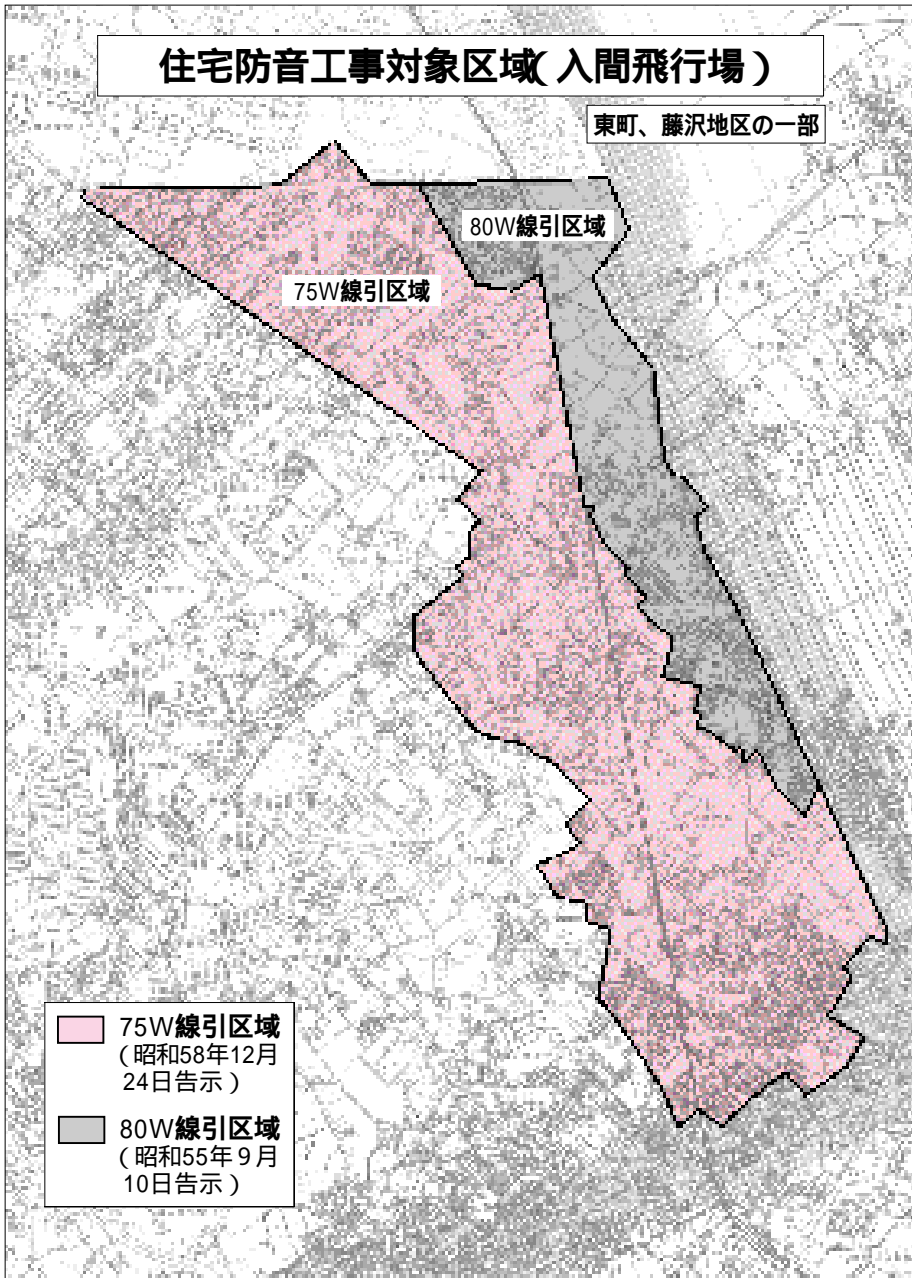 住宅防音工事対象区域（入間飛行場）
東町、藤沢地区の一部
80W線引区域
75W線引区域
75W線引区域
（昭和58年12月
24日告示）
80W線引区域
（昭和55年９月
10日告示）